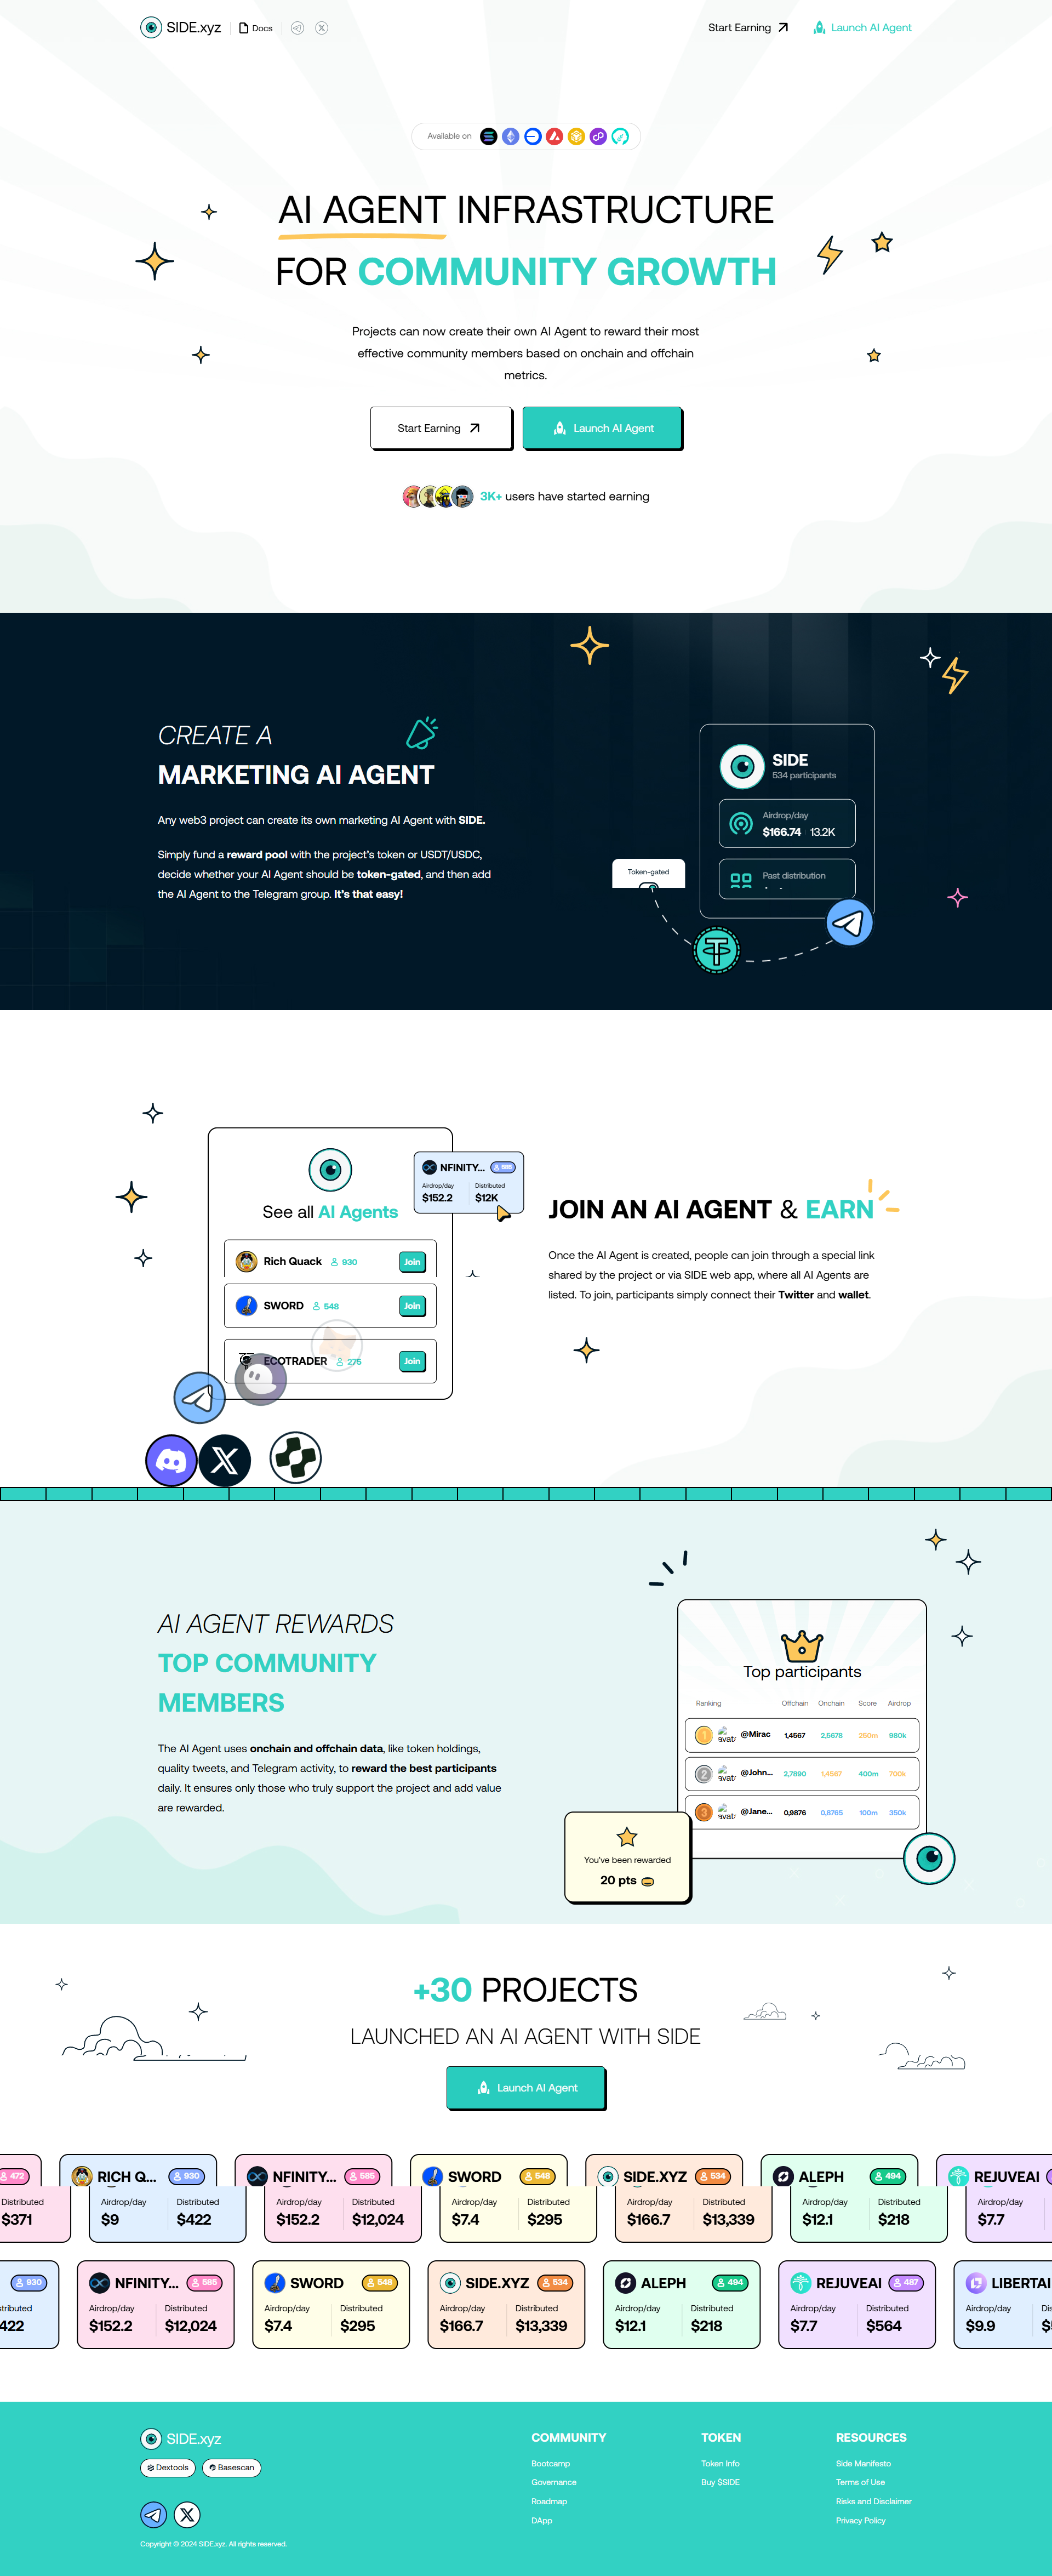 SIDE.xyz
Docs
Start Earning
Launch AI Agent
Available on
AI AGENT INFRASTRUCTURE
FOR COMMUNITY GROWTH
Projects can now create their own AI Agent to reward their most
effective community members based on onchain and offchain
metrics.
Start Earning
Launch AI Agent
3K+ users have started earning
CREATE A
MARKETING AI AGENT
Any web3 project can create its own marketing AI Agent with SIDE.
Simply fund a reward pool with the project's token or USDT/USDC,
decide whether your AI Agent should be token-gated, and then add
the AI Agent to the Telegram group. It's that easy!
SIDE
534 participants
Airdrop/day
$166.74 13.2K
Token-gated
Past distribution
See all AI Agents
NFINITY... 585
Airdrop/day Distributed
$152.2 $12K
Rich Quack 930 Join
SWORD 548 Join
ECOTRADER 275 Join
JOIN AN AI AGENT & EARN
Once the AI Agent is created, people can join through a special link
shared by the project or via SIDE web app, where all AI Agents are
listed. To join, participants simply connect their Twitter and wallet.
AI AGENT REWARDS
TOP COMMUNITY
MEMBERS
The AI Agent uses onchain and offchain data, like token holdings,
quality tweets, and Telegram activity, to reward the best participants
daily. It ensures only those who truly support the project and add value
are rewarded.
Top participants
Ranking Offchain Onchain Score Airdrop
1 avata @Mirac 1,4567 2,5678 250m 980k
2 avata @John... 2,7890 1,4567 400m 700k
3 avata @Jane... 0,9876 0,8765 100m 350k
You've been rewarded
20 pts
+30 PROJECTS
LAUNCHED AN AI AGENT WITH SIDE
Launch AI Agent
472 RICH Q... 930 NFINITY... 585 SWORD 548 SIDE.XYZ 534 ALEPH 494 REJUVEAI
Distributed Airdrop/day Distributed Airdrop/day Distributed Airdrop/day Distributed Airdrop/day Distributed Airdrop/day Distributed Airdrop/day
$371 $9 $422 $152.2 $12,024 $7.4 $295 $166.7 $13,339 $12.1 $218 $7.7
930 NFINITY... 585 SWORD 548 SIDE.XYZ 534 ALEPH 494 REJUVEAI 487 LIBERTAI
tributed Airdrop/day Distributed Airdrop/day Distributed Airdrop/day Distributed Airdrop/day Distributed Airdrop/day Distributed Airdrop/day Dis
422 $152.2 $12,024 $7.4 $295 $166.7 $13,339 $12.1 $218 $7.7 $564 $9.9
SIDE.xyz
Dextools Basescan
Copyright © 2024 SIDE.xyz. All rights reserved.
COMMUNITY
Bootcamp
Governance
Roadmap
DApp
TOKEN
Token Info
Buy $SIDE
RESOURCES
Side Manifesto
Terms of Use
Risks and Disclaimer
Privacy Policy